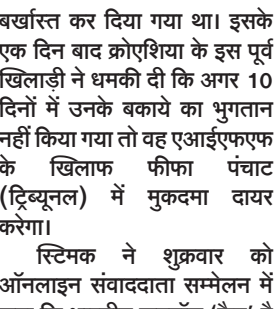 बर्खास्त कर दिया गया था। इसके
एक दिन बाद क्रोएशिया के इस पूर्व
खिलाड़ी ने धमकी दी कि अगर 10
दिनों में उनके बकाये का भुगतान
नहीं किया गया तो वह एआईएफएफ
के खिलाफ फीफा पंचाट
(ट्रिब्यूनल) में मुकदमा दायर
करेगा।
स्टिमक ने शुक्रवार को
ऑनलाइन संवाददाता सम्मेलन में